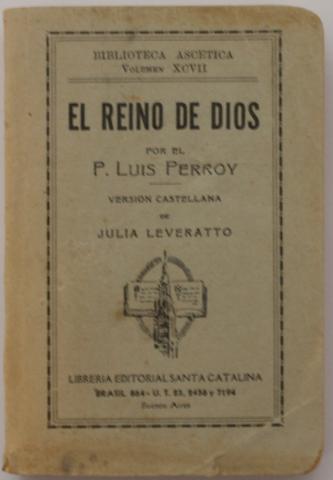 BIBLIOTECA ASCETICA
VOLUMEN XCVII
EL REINO DE DIOS
POR EL
P. LUIS PERROY
VERSIÓN CASTELLANA
DE
JULIA LEVERATTO
LIBRERIA EDITORIAL SANTA CATALINA
BRASIL 864 - U. T. 23, 2436 y 7194
BUENOS AIRES